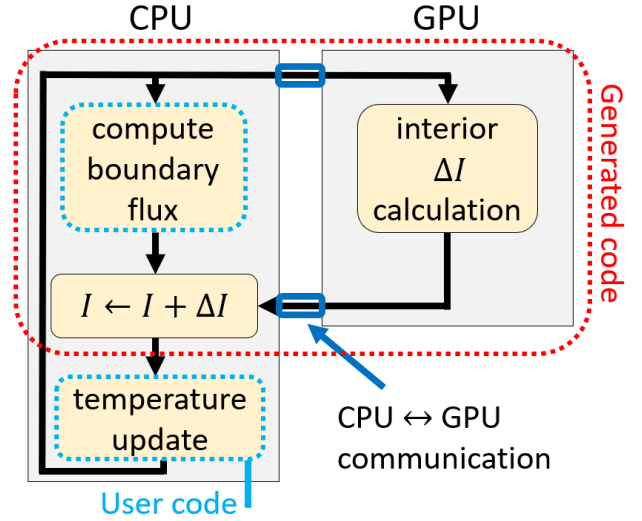 CPU
GPU
compute
boundary
flux
interior
ΔI
calculation
Generated code
I ← I + ΔI
temperature
update
CPU ↔ GPU
communication
User code